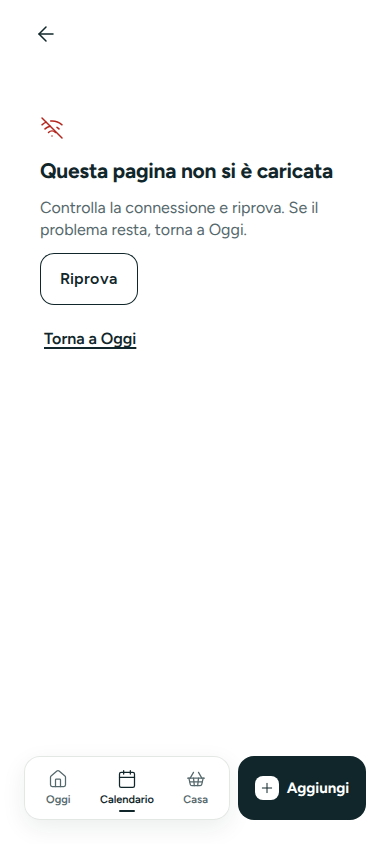 Questa pagina non si è caricata
Controlla la connessione e riprova. Se il
problema resta, torna a Oggi.
Riprova
Torna a Oggi
Oggi
Calendario
Casa
Aggiungi